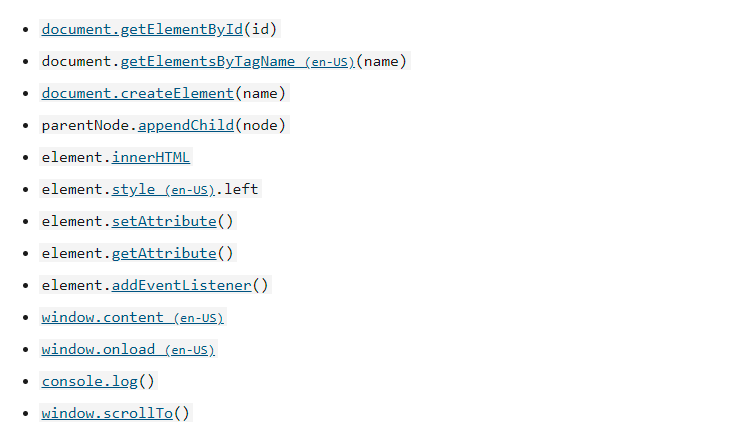 document.getElementById(id)
document.getElementsByTagName (en-US)(name)
document.createElement(name)
parentNode.appendChild(node)
element.innerHTML
element.style (en-US).left
element.setAttribute()
element.getAttribute()
element.addEventListener()
window.content (en-US)
window.onload (en-US)
console.log()
window.scrollTo()